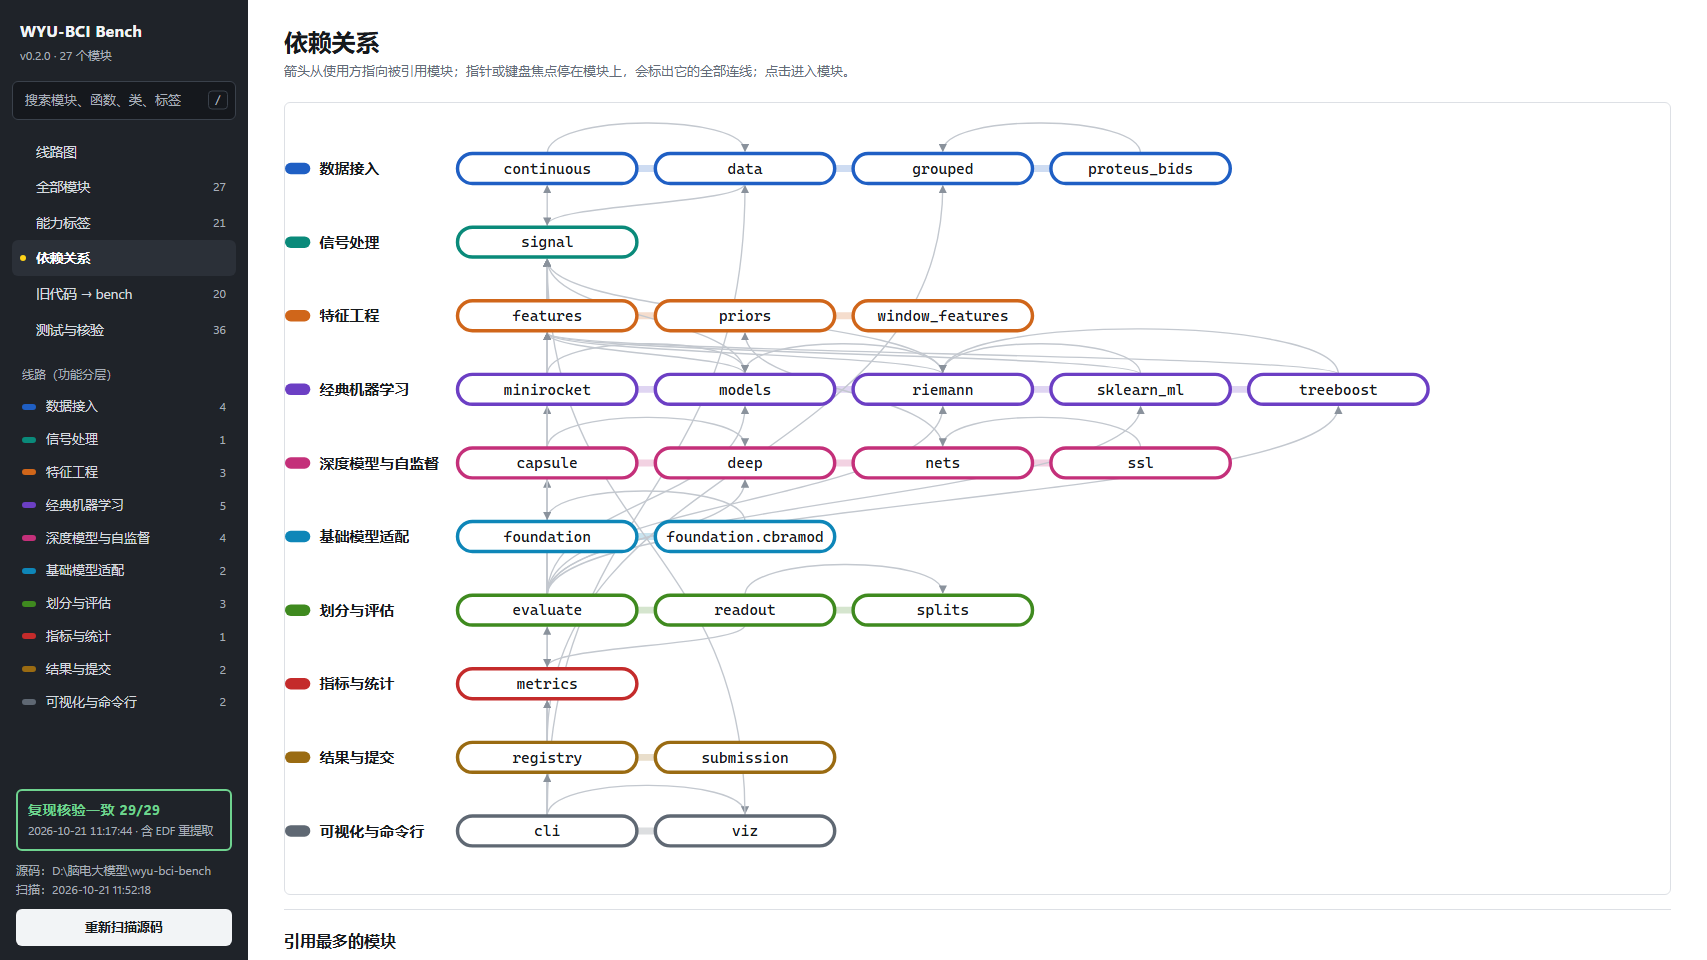 WYU-BCI Bench
v0.2.0 · 27 个模块
搜索模块、函数、类、标签 /
线路图
全部模块 27
能力标签 21
依赖关系
旧代码 → bench 20
测试与核验 36
线路（功能分层）
数据接入 4
信号处理 1
特征工程 3
经典机器学习 5
深度模型与自监督 4
基础模型适配 2
划分与评估 3
指标与统计 1
结果与提交 2
可视化与命令行 2
复现核验一致 29/29
2026-10-21 11:17:44 · 含 EDF 重提取
源码：D:\脑电大模型\wyu-bci-bench
扫描：2026-10-21 11:52:18
重新扫描源码
依赖关系
箭头从使用方指向被引用模块；指针或键盘焦点停在模块上，会标出它的全部连线；点击进入模块。
数据接入 continuous data grouped proteus_bids
信号处理 signal
特征工程 features priors window_features
经典机器学习 minirocket models riemann sklearn_ml treeboost
深度模型与自监督 capsule deep nets ssl
基础模型适配 foundation foundation.cbramod
划分与评估 evaluate readout splits
指标与统计 metrics
结果与提交 registry submission
可视化与命令行 cli viz
引用最多的模块